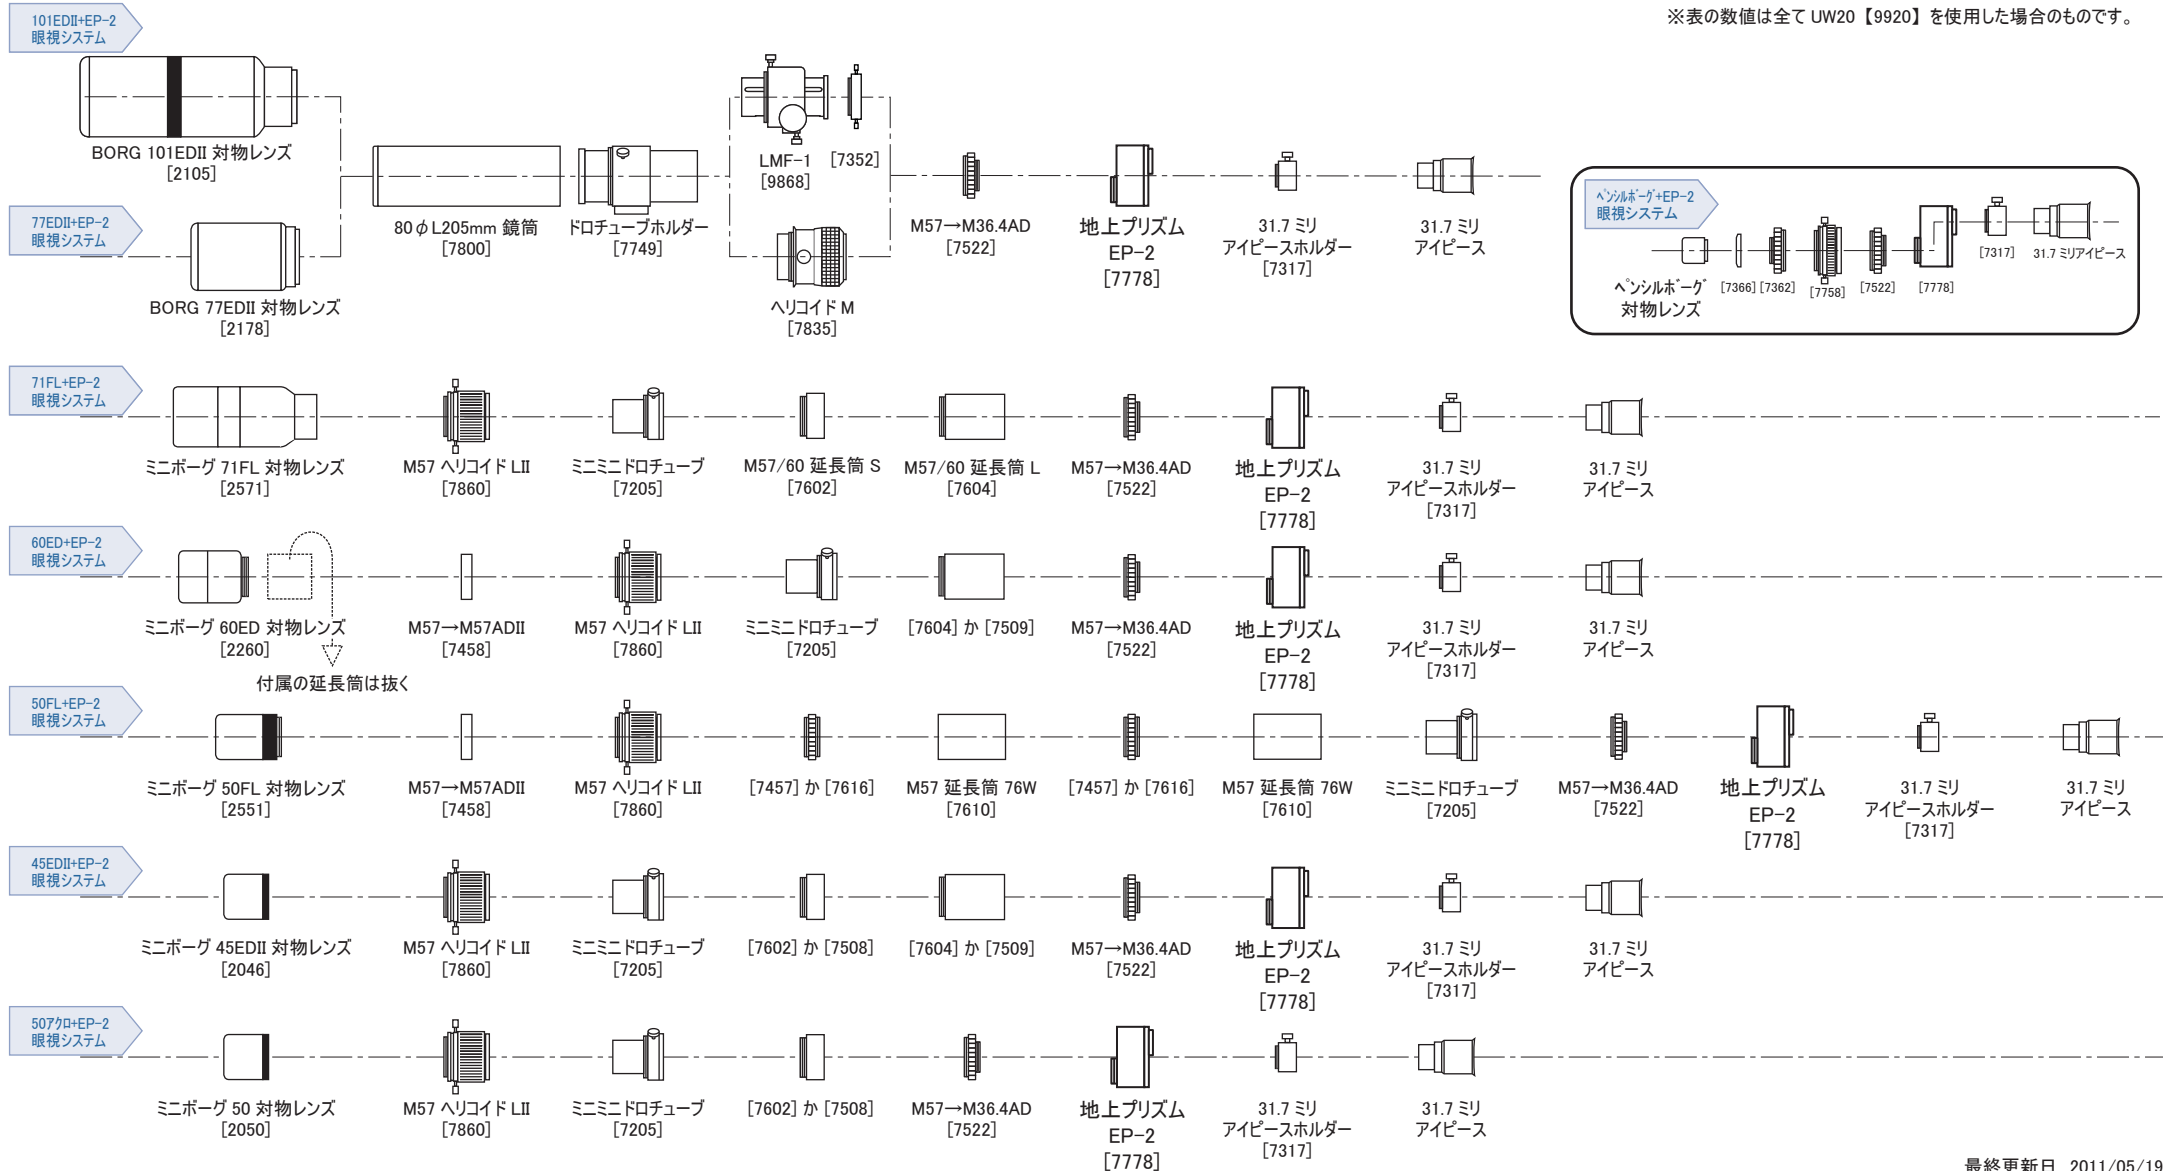 ※表の数値は全て UW20【9920】を使用した場合のものです。
101EDII+EP-2
眼視システム
BORG 101EDII 対物レンズ
[2105]
77EDII+EP-2
眼視システム
BORG 77EDII 対物レンズ
[2178]
80φL205mm 鏡筒
[7800]
ドロチューブホルダー
[7749]
LMF-1
[9868]
[7352]
ヘリコイド M
[7835]
M57→M36.4AD
[7522]
地上プリズム
EP-2
[7778]
31.7 ミリ
アイピースホルダー
[7317]
31.7 ミリ
アイピース
ペンシルボーグ+EP-2
眼視システム
ペンシルボーグ
対物レンズ
[7366]
[7362]
[7758]
[7522]
[7778]
[7317]
31.7 ミリアイピース
71FL+EP-2
眼視システム
ミニボーグ 71FL 対物レンズ
[2571]
M57 ヘリコイド LII
[7860]
ミニミニドロチューブ
[7205]
M57/60 延長筒 S
[7602]
M57/60 延長筒 L
[7604]
M57→M36.4AD
[7522]
地上プリズム
EP-2
[7778]
31.7 ミリ
アイピースホルダー
[7317]
31.7 ミリ
アイピース
60ED+EP-2
眼視システム
ミニボーグ 60ED 対物レンズ
[2260]
付属の延長筒は抜く
M57→M57ADII
[7458]
M57 ヘリコイド LII
[7860]
ミニミニドロチューブ
[7205]
[7604] か [7509]
M57→M36.4AD
[7522]
地上プリズム
EP-2
[7778]
31.7 ミリ
アイピースホルダー
[7317]
31.7 ミリ
アイピース
50FL+EP-2
眼視システム
ミニボーグ 50FL 対物レンズ
[2551]
M57→M57ADII
[7458]
M57 ヘリコイド LII
[7860]
[7457] か [7616]
M57 延長筒 76W
[7610]
[7457] か [7616]
M57 延長筒 76W
[7610]
ミニミニドロチューブ
[7205]
M57→M36.4AD
[7522]
地上プリズム
EP-2
[7778]
31.7 ミリ
アイピースホルダー
[7317]
31.7 ミリ
アイピース
45EDII+EP-2
眼視システム
ミニボーグ 45EDII 対物レンズ
[2046]
M57 ヘリコイド LII
[7860]
ミニミニドロチューブ
[7205]
[7602] か [7508]
[7604] か [7509]
M57→M36.4AD
[7522]
地上プリズム
EP-2
[7778]
31.7 ミリ
アイピースホルダー
[7317]
31.7 ミリ
アイピース
50アクロ+EP-2
眼視システム
ミニボーグ 50 対物レンズ
[2050]
M57 ヘリコイド LII
[7860]
ミニミニドロチューブ
[7205]
[7602] か [7508]
M57→M36.4AD
[7522]
地上プリズム
EP-2
[7778]
31.7 ミリ
アイピースホルダー
[7317]
31.7 ミリ
アイピース
最終更新日 2011/05/19